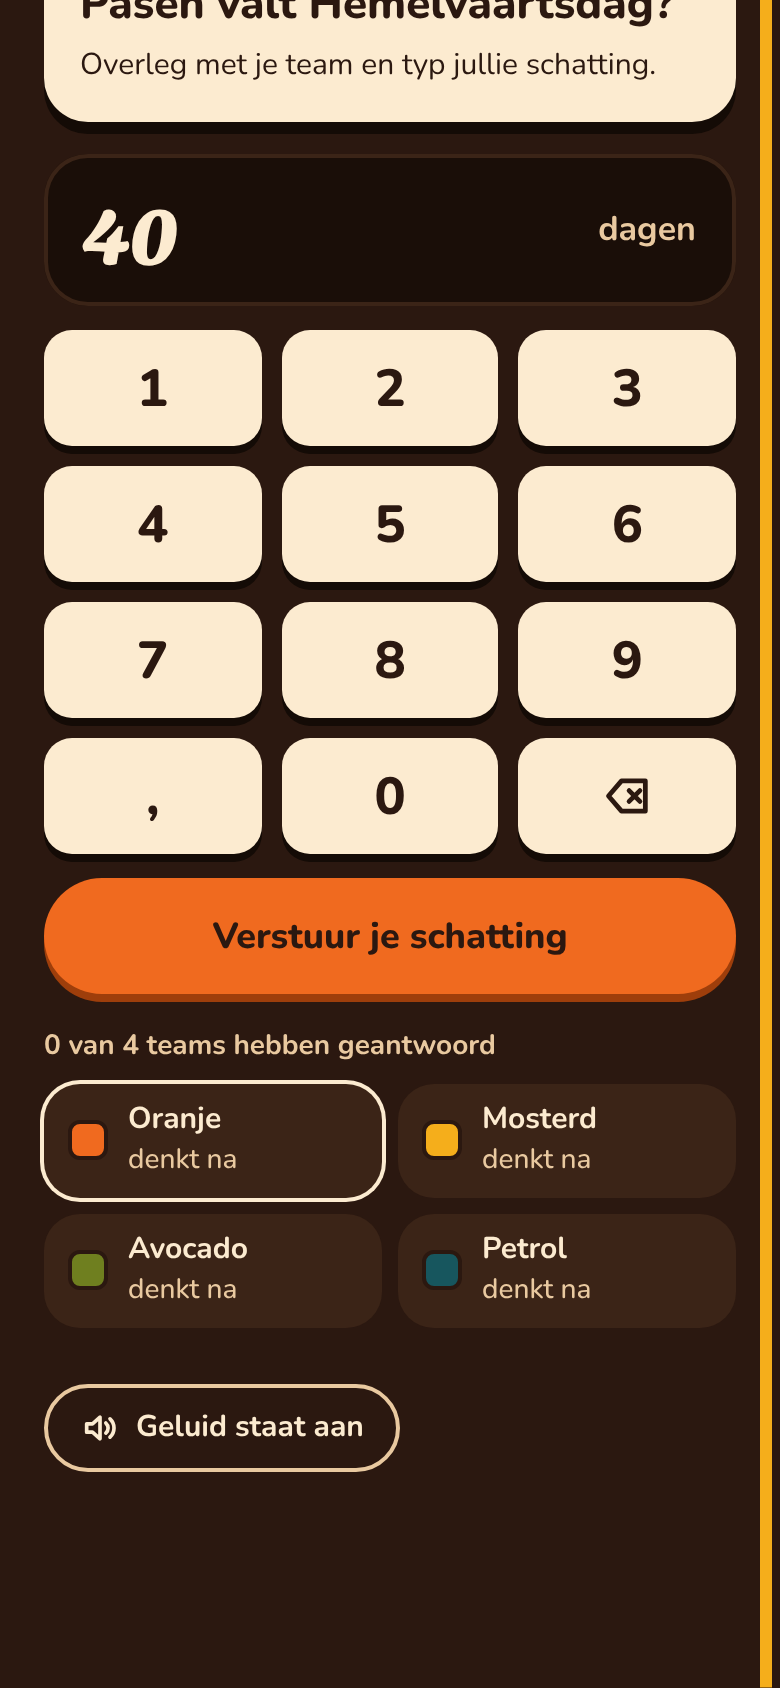 Pasen valt Hemelvaartsdag?
Overleg met je team en typ jullie schatting.
40 dagen
1 2 3
4 5 6
7 8 9
, 0
Verstuur je schatting
0 van 4 teams hebben geantwoord
Oranje
denkt na
Mosterd
denkt na
Avocado
denkt na
Petrol
denkt na
Geluid staat aan